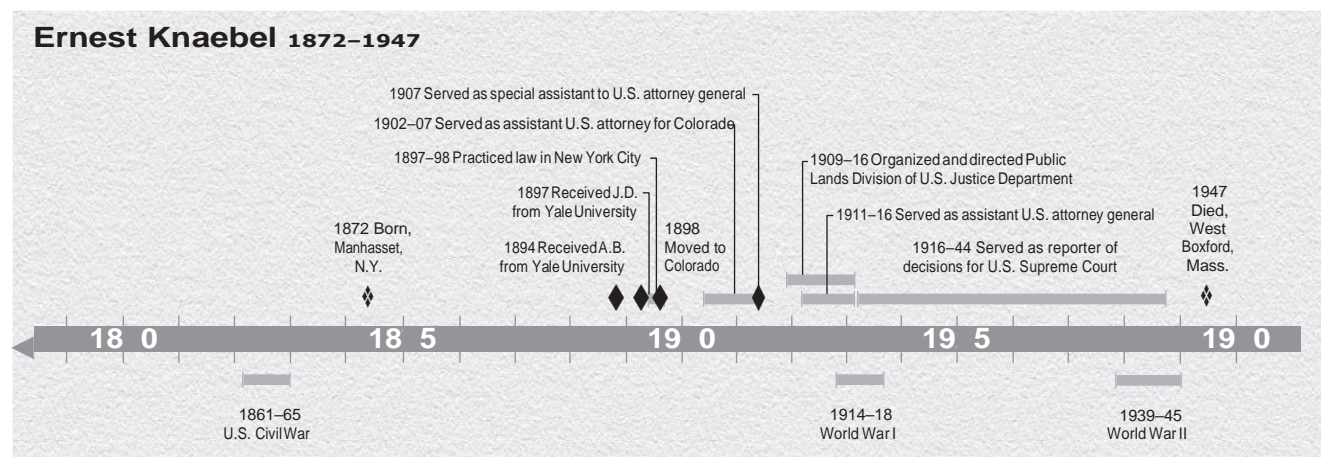 Ernest Knaebel 1872–1947
1907 Served as special assistant to U.S. attorney general
1902–07 Served as assistant U.S. attorney for Colorado
1897–98 Practiced law in New York City
1897 Received J.D.
from Yale University
1872 Born,
Manhasset,
N.Y.
1894 Received A.B.
from Yale University
1898
Moved to
Colorado
1909–16 Organized and directed Public
Lands Division of U.S. Justice Department
1911–16 Served as assistant U.S. attorney general
1916–44 Served as reporter of
decisions for U.S. Supreme Court
1947
Died,
West
Boxford,
Mass.
18 0 18 5 19 0 19 5 19 0
1861–65
U.S. Civil War
1914–18
World War I
1939–45
World War II